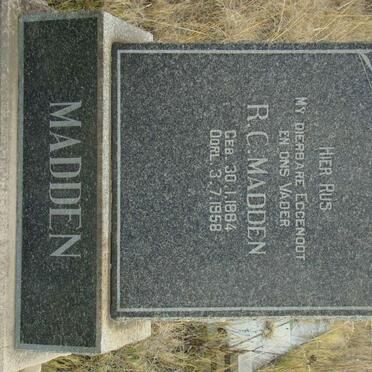 HIER RUS
MY DIERBARE EGGENOOT
EN ONS VADER
R.C. MADDEN
GEB. 30.1.1884
OORL. 3.7.1958
MADDEN